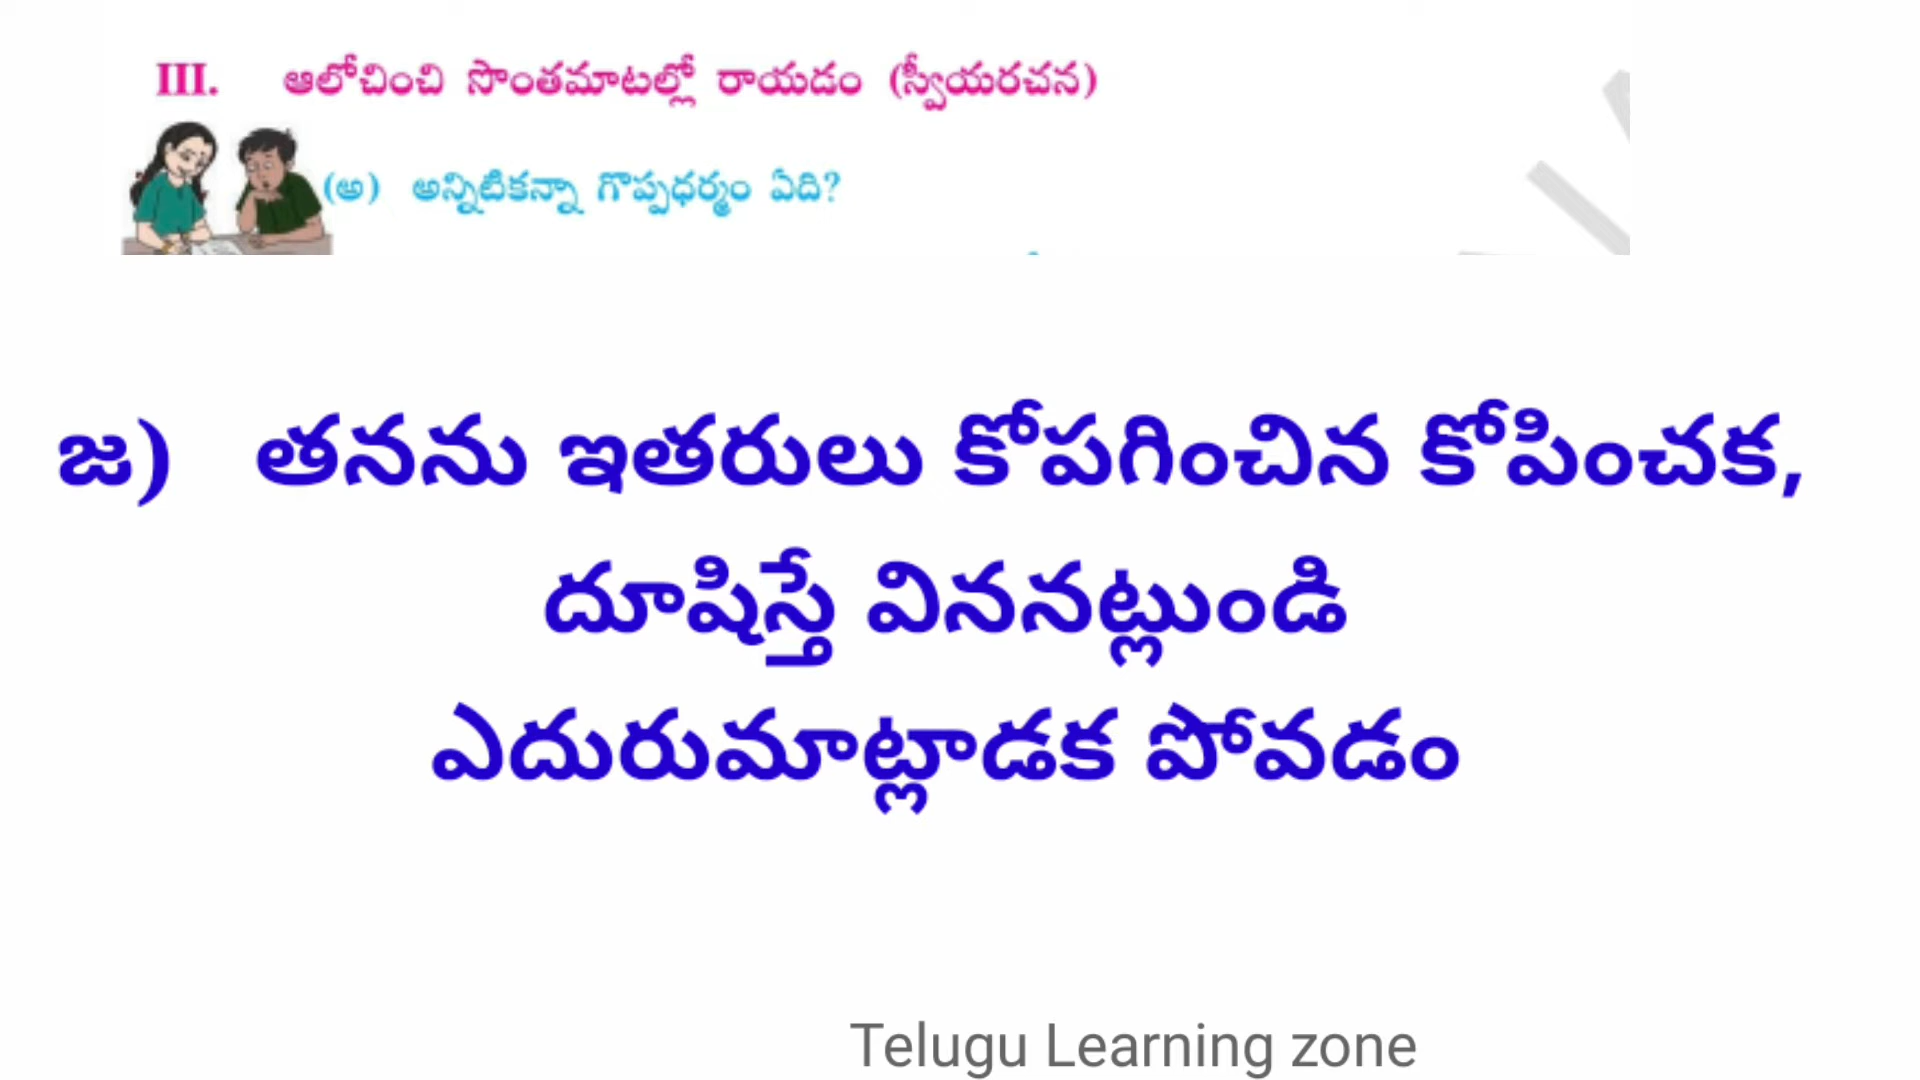 III. ఆలోచించి సొంతమాటల్లో రాయడం (స్వీయరచన)
(అ) అన్నిటికన్నా గొప్పధర్మం ఏది?
జ) తనను ఇతరులు కోపగించిన కోపించక,
దూషిస్తే విననట్లుండి
ఎదురుమాట్లాడక పోవడం
Telugu Learning zone